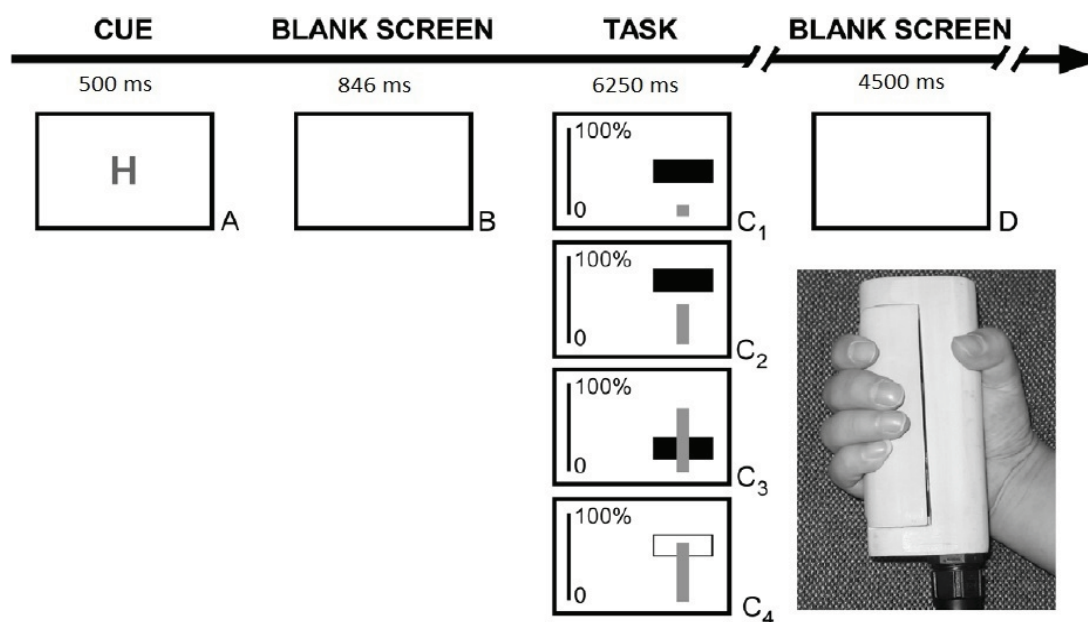 CUE BLANK SCREEN TASK BLANK SCREEN
500 ms 846 ms 6250 ms 4500 ms
H
A
B
100%
0
C1
D
100%
0
C2
100%
0
C3
100%
0
C4